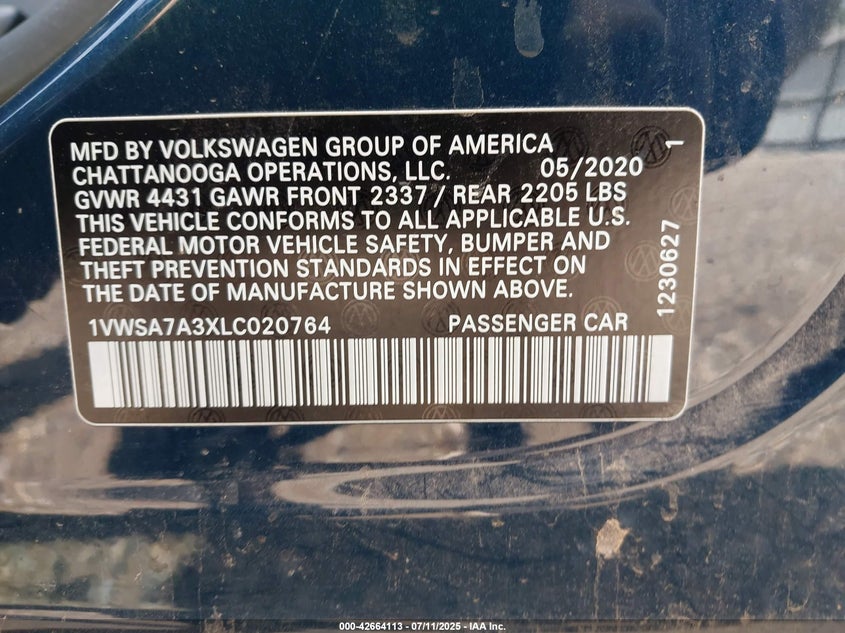 MFD BY VOLKSWAGEN GROUP OF AMERICA
CHATTANOOGA OPERATIONS, LLC. 05/2020
GVWR 4431 GAWR FRONT 2337 / REAR 2205 LBS
THIS VEHICLE CONFORMS TO ALL APPLICABLE U.S.
FEDERAL MOTOR VEHICLE SAFETY, BUMPER AND
THEFT PREVENTION STANDARDS IN EFFECT ON
THE DATE OF MANUFACTURE SHOWN ABOVE.
1VWSA7A3XLC020764 PASSENGER CAR
1230627 1
000-42664113 - 07/11/2025 - IAA Inc.